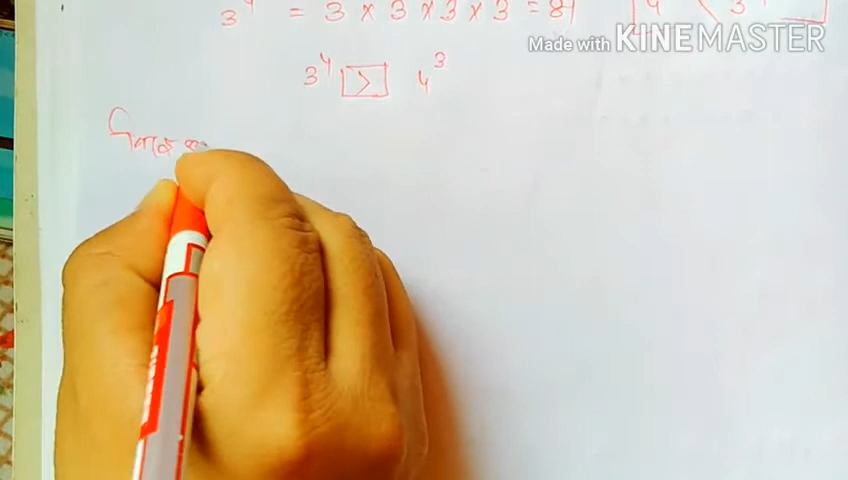 3⁴ = 3 × 3 × 3 × 3 = 81
Made with KINEMASTER
3⁴ > 4³
নিজে ক